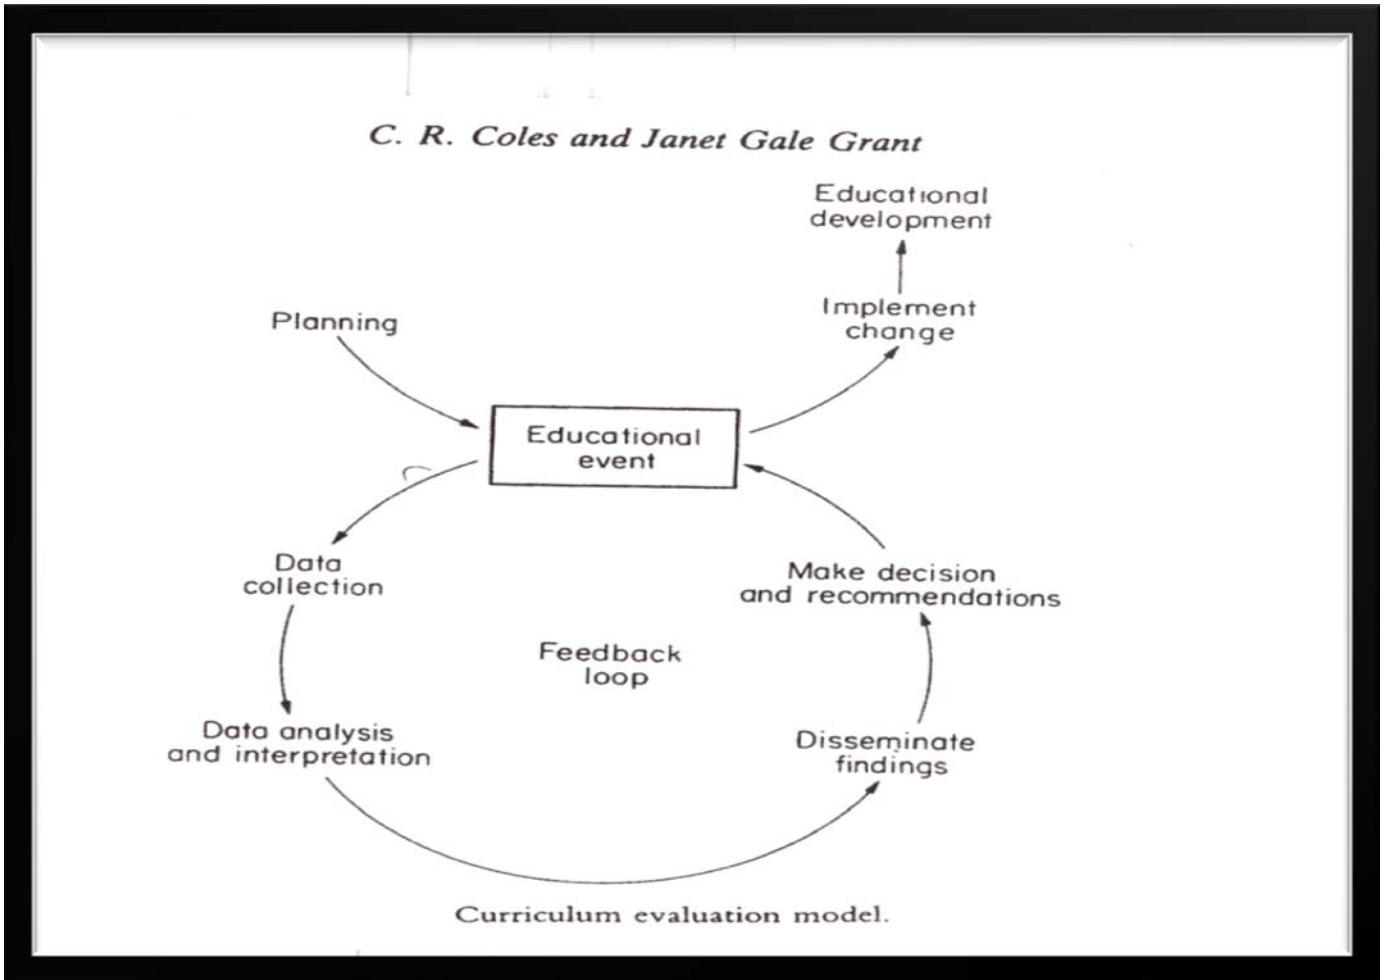 C. R. Coles and Janet Gale Grant
Educational
development
Implement
change
Planning
Educational
event
Data
collection
Make decision
and recommendations
Feedback
loop
Data analysis
and interpretation
Disseminate
findings
Curriculum evaluation model.